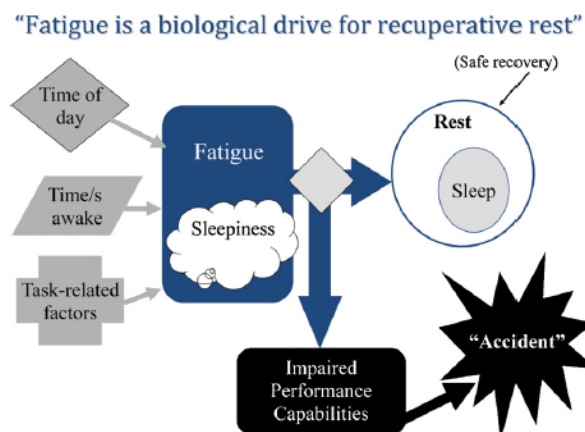 "Fatigue is a biological drive for recuperative rest"
(Safe recovery)
Time of
day
Fatigue
Rest
Time/s
awake
Sleepiness
Sleep
Task-related
factors
"Accident"
Impaired
Performance
Capabilities